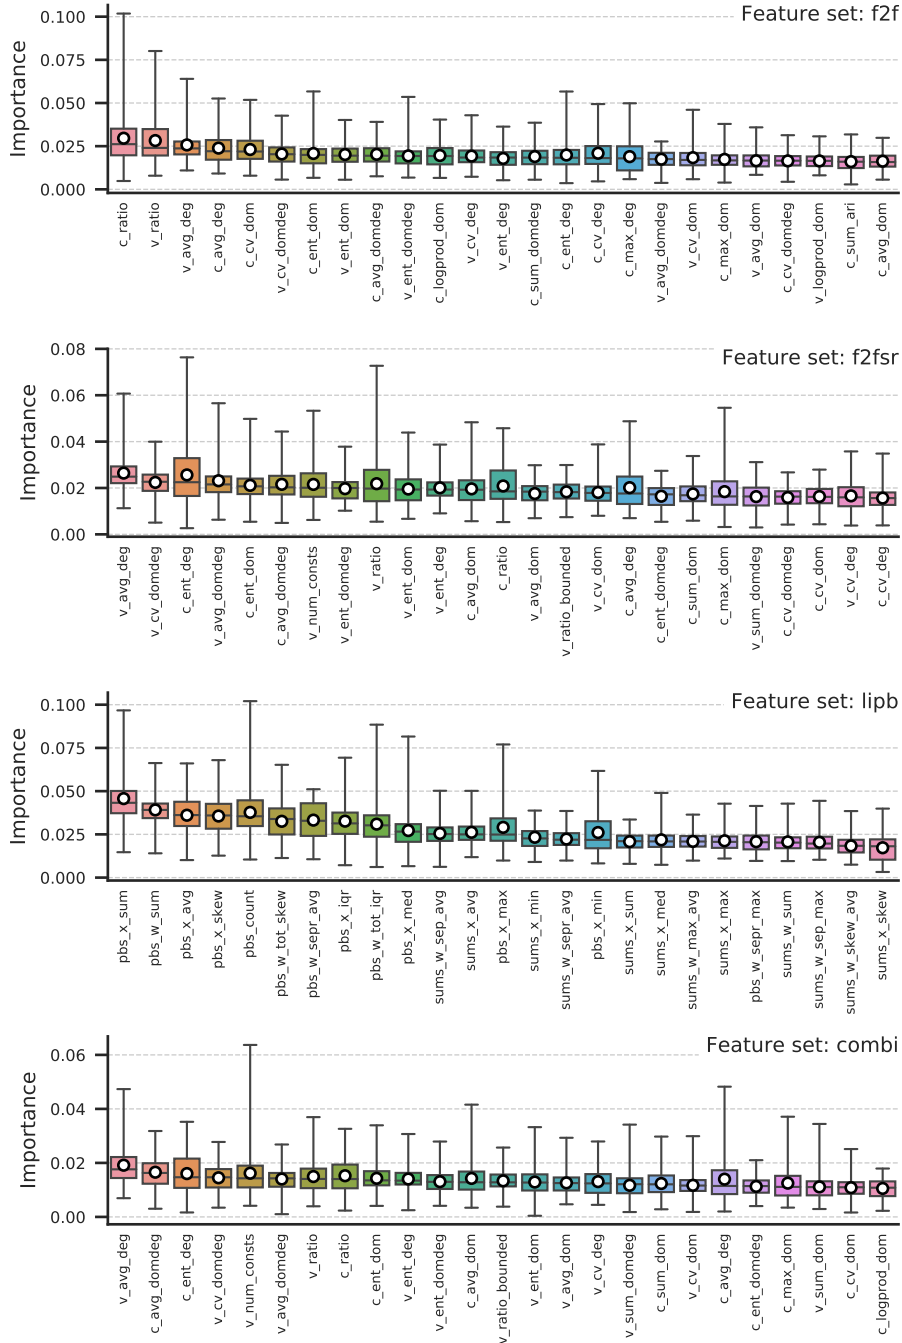 Feature set: f2f
Importance
0.100
0.075
0.050
0.025
0.000
c_ratio
v_ratio
v_avg_deg
c_avg_deg
c_cv_dom
v_cv_domdeg
c_ent_dom
v_ent_dom
c_avg_domdeg
v_ent_domdeg
c_logprod_dom
v_cv_deg
v_ent_deg
c_sum_domdeg
c_ent_deg
c_cv_deg
c_max_deg
v_avg_domdeg
v_cv_dom
c_max_dom
v_avg_dom
c_cv_domdeg
v_logprod_dom
c_sum_ari
c_avg_dom
Feature set: f2fsr
Importance
0.08
0.06
0.04
0.02
0.00
v_avg_deg
v_cv_domdeg
c_ent_deg
v_avg_domdeg
c_ent_dom
c_avg_domdeg
v_num_consts
v_ent_domdeg
v_ratio
v_ent_dom
v_ent_deg
c_avg_dom
c_ratio
v_avg_dom
v_ratio_bounded
v_cv_dom
c_avg_deg
c_ent_domdeg
c_sum_dom
c_max_dom
v_sum_domdeg
c_cv_domdeg
c_cv_dom
v_cv_deg
c_cv_deg
Feature set: lipb
Importance
0.100
0.075
0.050
0.025
0.000
pbs_x_sum
pbs_w_sum
pbs_x_avg
pbs_x_skew
pbs_count
pbs_w_tot_skew
pbs_w_sepr_avg
pbs_x_iqr
pbs_w_tot_iqr
pbs_x_med
sums_w_sep_avg
sums_x_avg
pbs_x_max
sums_x_min
sums_w_sepr_avg
pbs_x_min
sums_x_sum
sums_x_med
sums_w_max_avg
sums_x_max
pbs_w_sepr_max
sums_w_sum
sums_w_sep_max
sums_w_skew_avg
sums_x_skew
Feature set: combi
Importance
0.06
0.04
0.02
0.00
v_avg_deg
c_avg_domdeg
c_ent_deg
v_cv_domdeg
v_num_consts
v_avg_domdeg
v_ratio
c_ratio
c_ent_dom
v_ent_deg
v_ent_domdeg
c_avg_dom
v_ratio_bounded
v_ent_dom
v_avg_dom
v_cv_deg
v_sum_domdeg
c_sum_dom
v_cv_dom
c_avg_deg
c_ent_domdeg
c_max_dom
v_sum_dom
c_cv_dom
c_logprod_dom